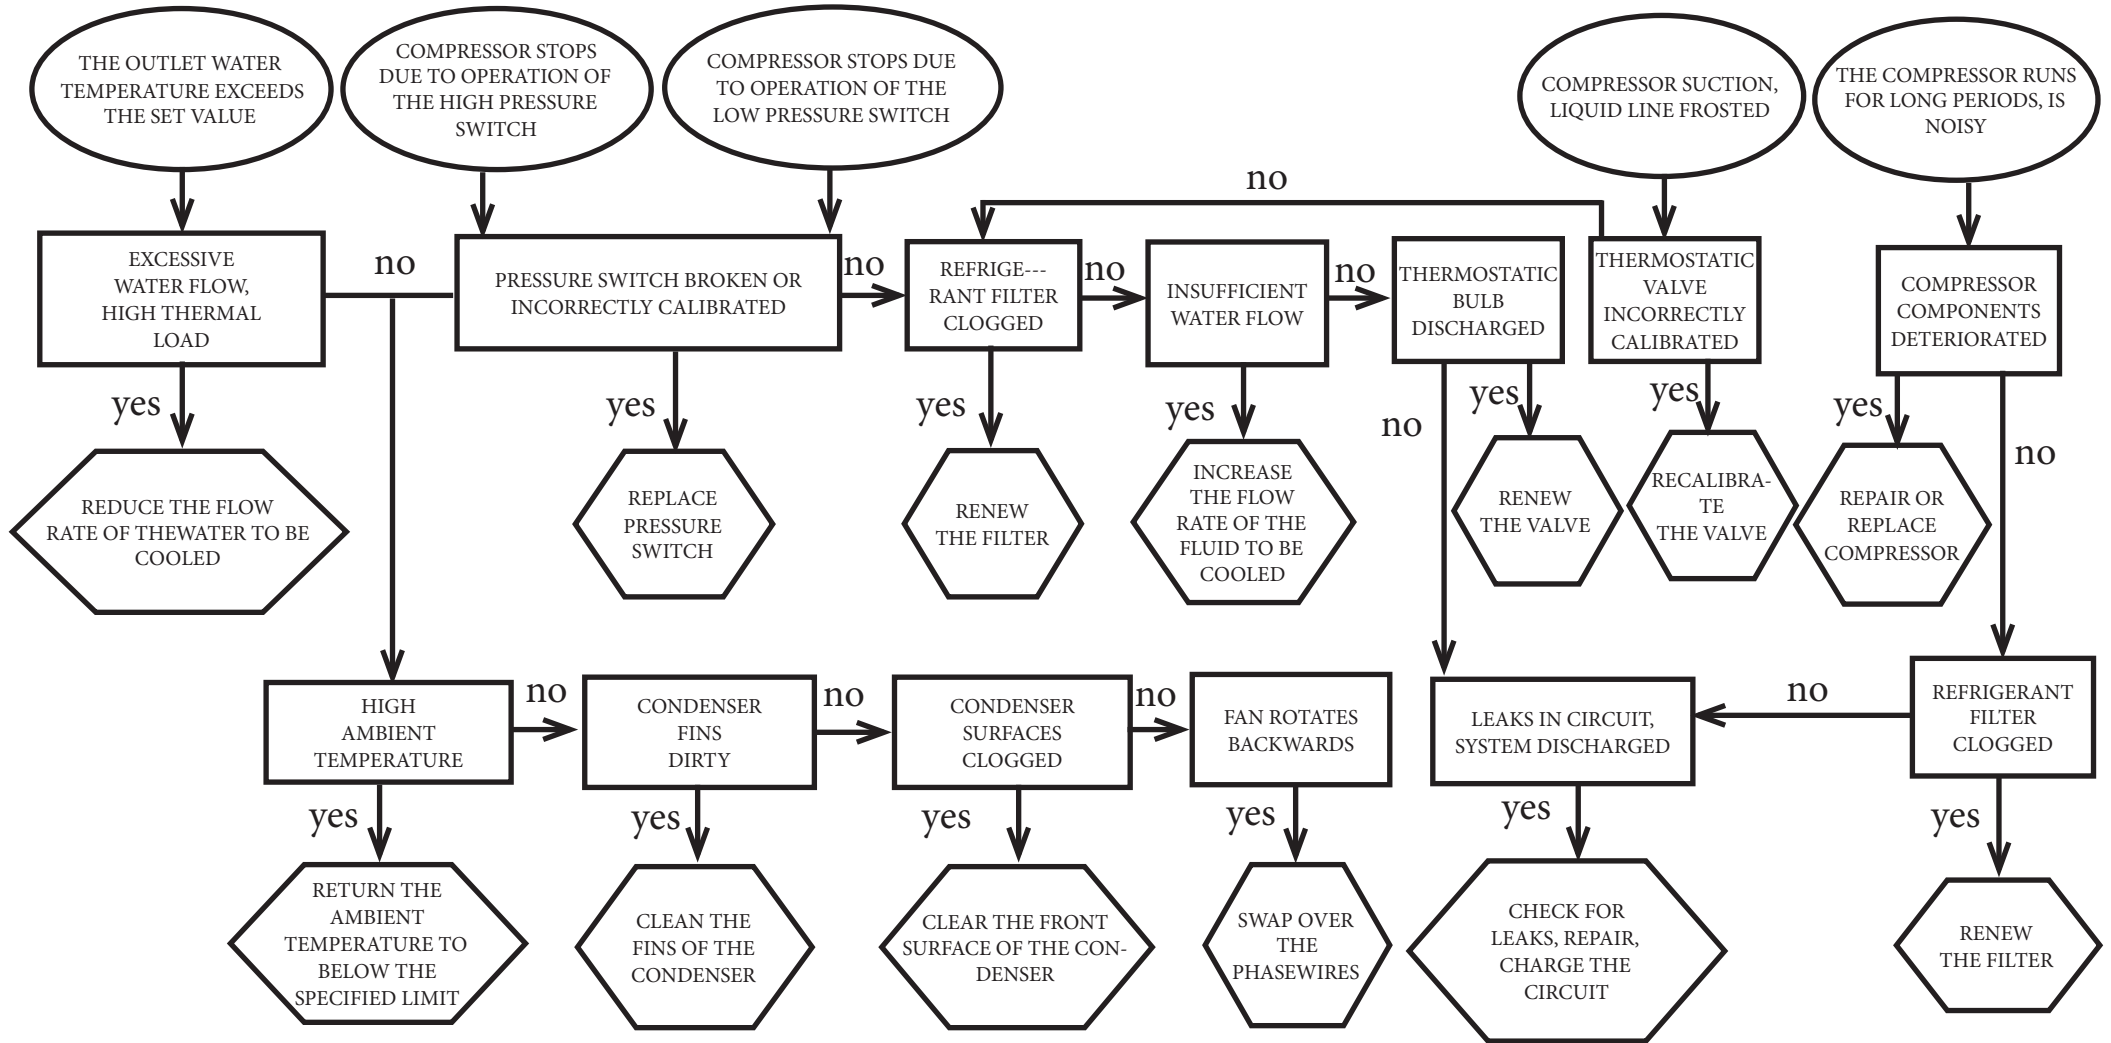 THE OUTLET WATER
TEMPERATURE EXCEEDS
THE SET VALUE
COMPRESSOR STOPS
DUE TO OPERATION OF
THE HIGH PRESSURE
SWITCH
COMPRESSOR STOPS DUE
TO OPERATION OF THE
LOW PRESSURE SWITCH
COMPRESSOR SUCTION,
LIQUID LINE FROSTED
THE COMPRESSOR RUNS
FOR LONG PERIODS, IS
NOISY
no
EXCESSIVE
WATER FLOW,
HIGH THERMAL
LOAD
no
PRESSURE SWITCH BROKEN OR
INCORRECTLY CALIBRATED
no
REFRIGE---
RANT FILTER
CLOGGED
no
INSUFFICIENT
WATER FLOW
no
THERMOSTATIC
BULB
DISCHARGED
THERMOSTATIC
VALVE
INCORRECTLY
CALIBRATED
COMPRESSOR
COMPONENTS
DETERIORATED
yes
yes
yes
yes
no
yes
yes
yes
no
REDUCE THE FLOW
RATE OF THEWATER TO BE
COOLED
REPLACE
PRESSURE
SWITCH
RENEW
THE FILTER
INCREASE
THE FLOW
RATE OF THE
FLUID TO BE
COOLED
RENEW
THE VALVE
RECALIBRA-
TE
THE VALVE
REPAIR OR
REPLACE
COMPRESSOR
HIGH
AMBIENT
TEMPERATURE
no
CONDENSER
FINS
DIRTY
no
CONDENSER
SURFACES
CLOGGED
no
FAN ROTATES
BACKWARDS
LEAKS IN CIRCUIT,
SYSTEM DISCHARGED
no
REFRIGERANT
FILTER
CLOGGED
yes
yes
yes
yes
yes
yes
RETURN THE
AMBIENT
TEMPERATURE TO
BELOW THE
SPECIFIED LIMIT
CLEAN THE
FINS OF THE
CONDENSER
CLEAR THE FRONT
SURFACE OF THE CON-
DENSER
SWAP OVER
THE
PHASEWIRES
CHECK FOR
LEAKS, REPAIR,
CHARGE THE
CIRCUIT
RENEW
THE FILTER